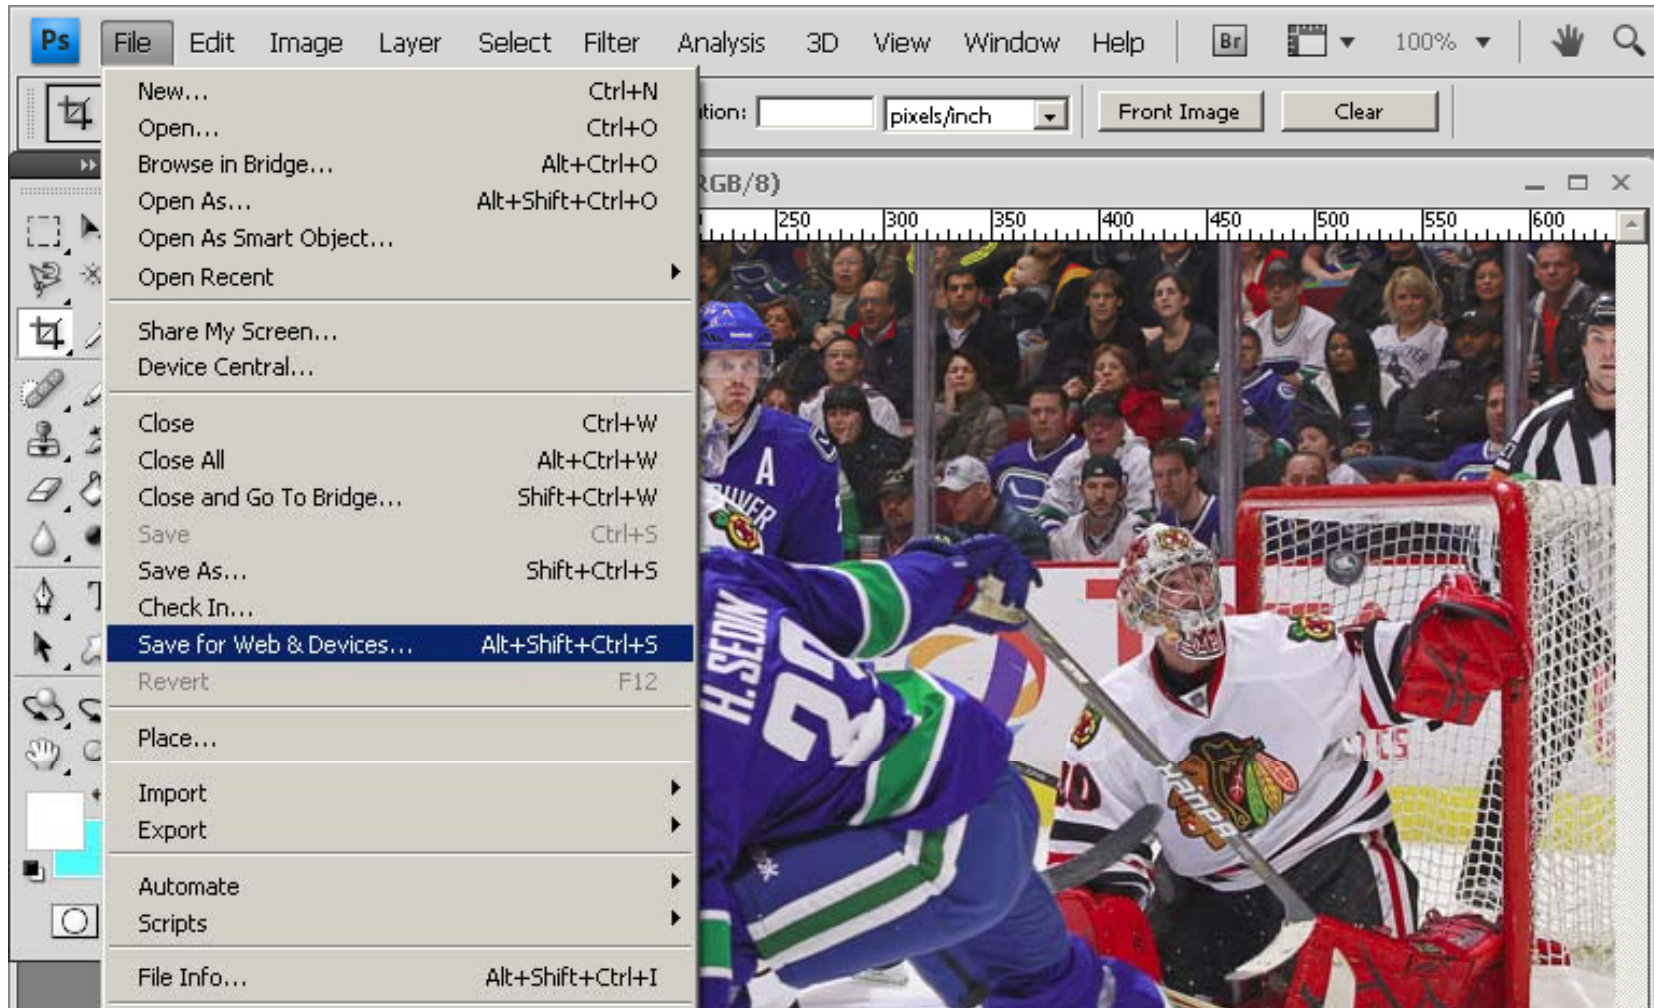 Ps File Edit Image Layer Select Filter Analysis 3D View Window Help Br 100%
pixels/inch Front Image Clear
RGB/8)
250 300 350 400 450 500 550 600
New... Ctrl+N
Open... Ctrl+O
Browse in Bridge... Alt+Ctrl+O
Open As... Alt+Shift+Ctrl+O
Open As Smart Object...
Open Recent
Share My Screen...
Device Central...
Close Ctrl+W
Close All Alt+Ctrl+W
Close and Go To Bridge... Shift+Ctrl+W
Save Ctrl+S
Save As... Shift+Ctrl+S
Check In...
Save for Web & Devices... Alt+Shift+Ctrl+S
Revert F12
Place...
Import
Export
Automate
Scripts
File Info... Alt+Shift+Ctrl+I
A
H.SEDIN
HANPA